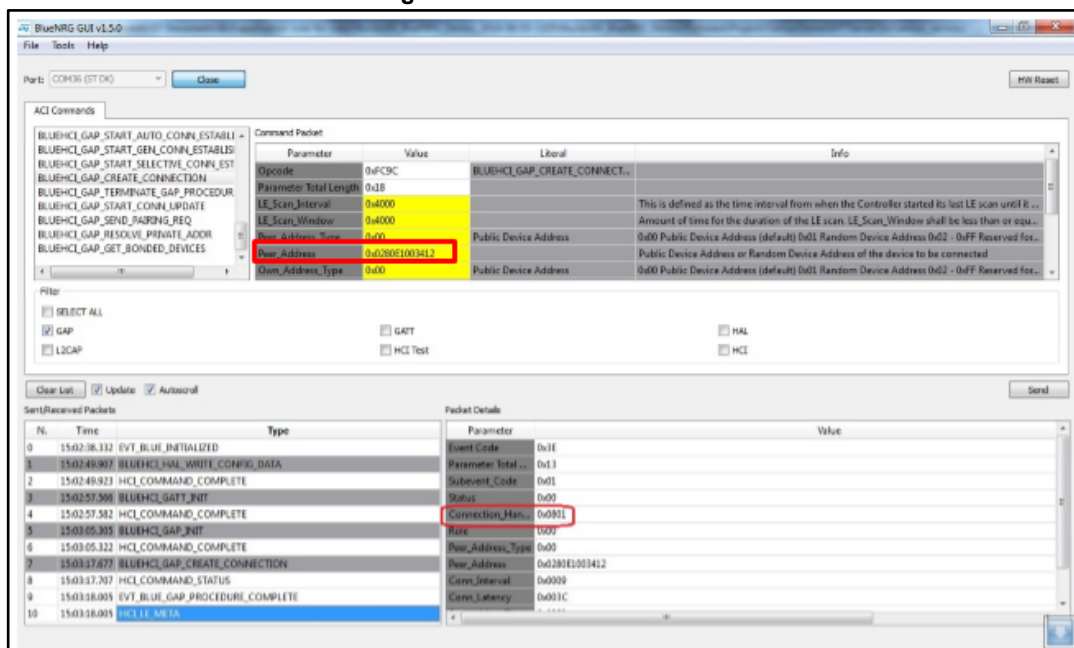 BlueNRG GUI v1.5.0
File Tools Help
Port: COM36 (ST DK) Close HW Reset
ACI Commands
BLUEHCI_GAP_START_AUTO_CONN_ESTABLI
BLUEHCI_GAP_START_GEN_CONN_ESTABLIS
BLUEHCI_GAP_START_SELECTIVE_CONN_EST
BLUEHCI_GAP_CREATE_CONNECTION
BLUEHCI_GAP_TERMINATE_GAP_PROCEDUR
BLUEHCI_GAP_START_CONN_UPDATE
BLUEHCI_GAP_SEND_PAIRING_REQ
BLUEHCI_GAP_RESOLVE_PRIVATE_ADDR
BLUEHCI_GAP_GET_BONDED_DEVICES
Command Packet
Parameter Value Literal Info
Opcode 0xFC9C BLUEHCI_GAP_CREATE_CONNECT...
Parameter Total Length 0x18
LE_Scan_Interval 0x4000 This is defined as the time interval from when the Controller started its last LE scan until it ...
LE_Scan_Window 0x4000 Amount of time for the duration of the LE scan. LE_Scan_Window shall be less than or equ...
Peer_Address_Type 0x00 Public Device Address 0x00 Public Device Address (default) 0x01 Random Device Address 0x02 - 0xFF Reserved for...
Peer_Address 0x0280E1003412 Public Device Address or Random Device Address of the device to be connected
Own_Address_Type 0x00 Public Device Address 0x00 Public Device Address (default) 0x01 Random Device Address 0x02 - 0xFF Reserved for...
Filter
SELECT ALL
GAP GATT HAL
L2CAP HCI Test HCI
Clear List Update Autoscroll Send
Sent/Received Packets
N. Time Type
0 15:02:38.332 EVT_BLUE_INITIALIZED
1 15:02:49.907 BLUEHCI_HAL_WRITE_CONFIG_DATA
2 15:02:49.923 HCI_COMMAND_COMPLETE
3 15:02:57.566 BLUEHCI_GATT_INIT
4 15:02:57.582 HCI_COMMAND_COMPLETE
5 15:03:05.305 BLUEHCI_GAP_INIT
6 15:03:05.322 HCI_COMMAND_COMPLETE
7 15:03:17.677 BLUEHCI_GAP_CREATE_CONNECTION
8 15:03:17.707 HCI_COMMAND_STATUS
9 15:03:18.005 EVT_BLUE_GAP_PROCEDURE_COMPLETE
10 15:03:18.005 HCI_LE_META
Packet Details
Parameter Value
Event Code 0x3E
Parameter Total ... 0x13
Subevent_Code 0x01
Status 0x00
Connection_Han... 0x0801
Role 0x00
Peer_Address_Type 0x00
Peer_Address 0x0280E1003412
Conn_Interval 0x0009
Conn_Latency 0x003C